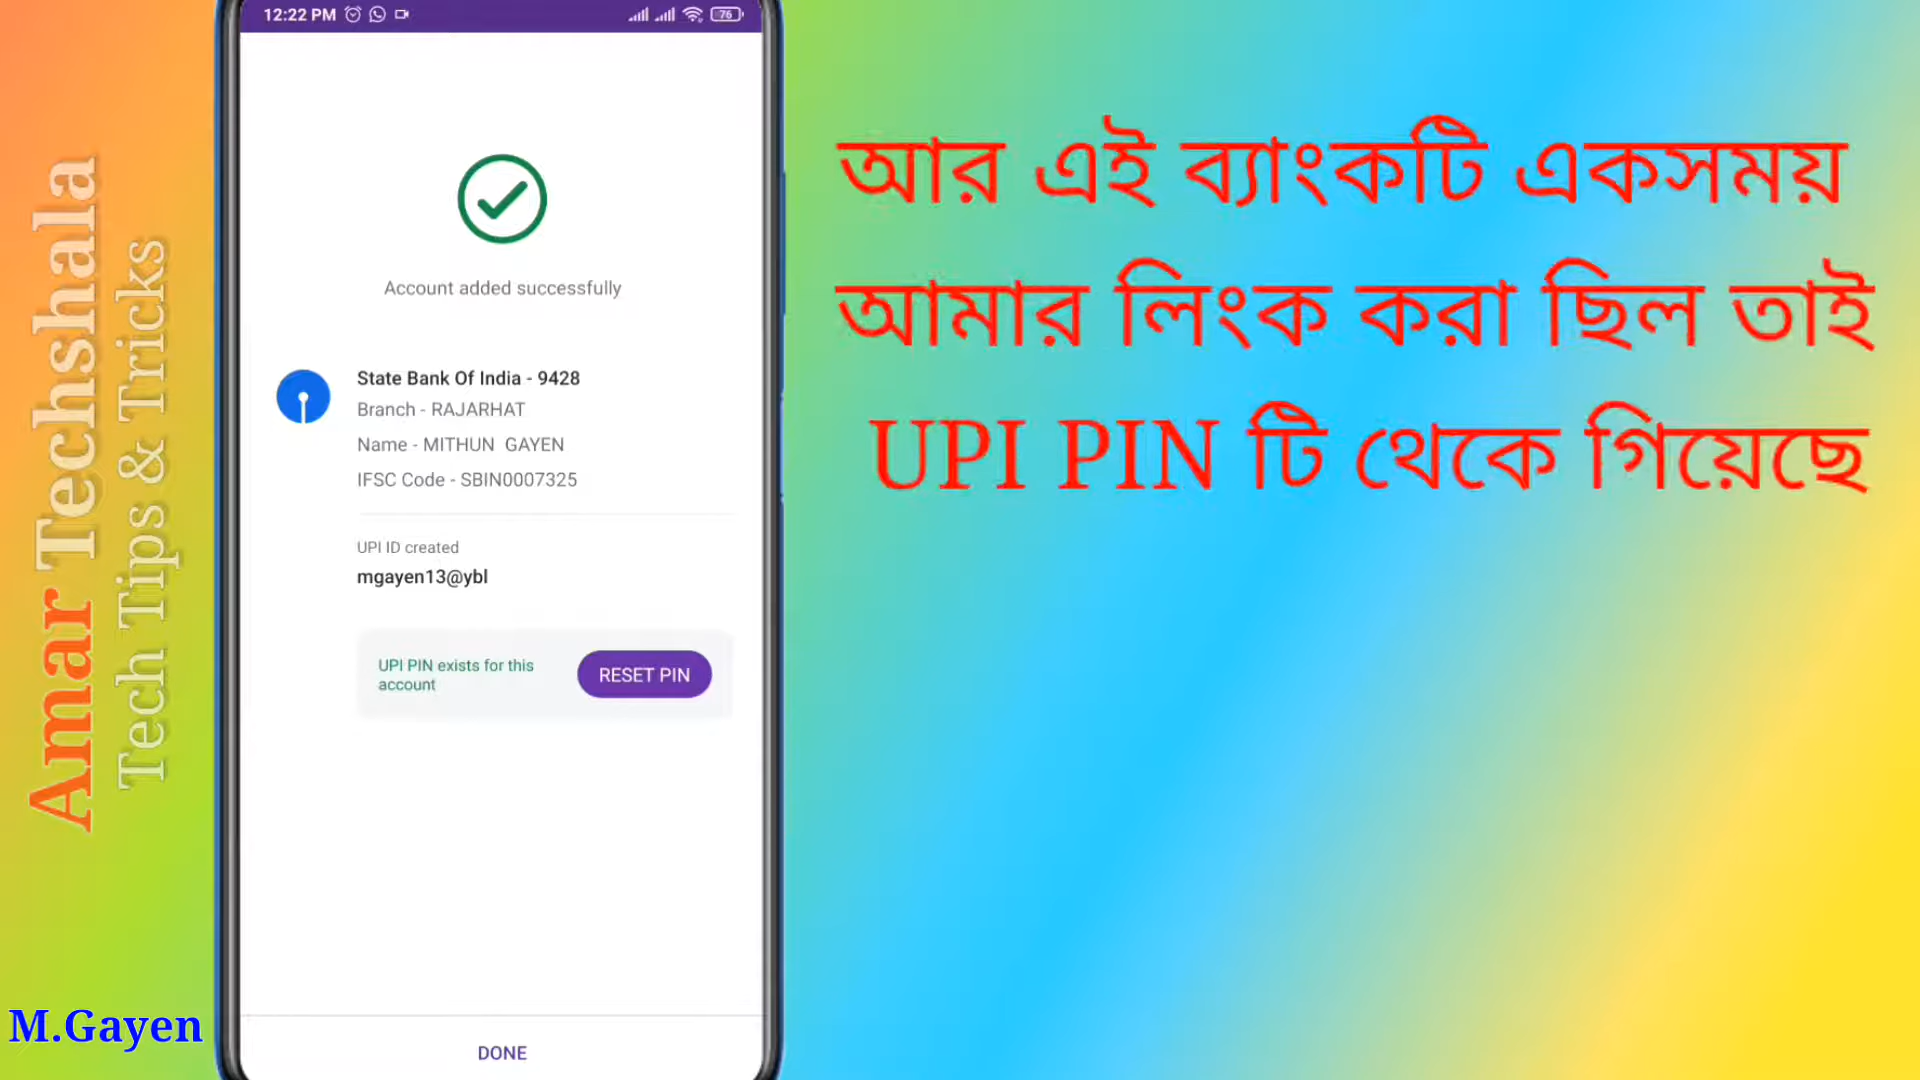 Amar Techshala
Tech Tips & Tricks
M.Gayen
12:22 PM
76
Account added successfully
State Bank Of India - 9428
Branch - RAJARHAT
Name - MITHUN GAYEN
IFSC Code - SBIN0007325
UPI ID created
mgayen13@ybl
UPI PIN exists for this
account
RESET PIN
DONE
আর এই ব্যাংকটি একসময়
আমার লিংক করা ছিল তাই
UPI PIN টি থেকে গিয়েছে